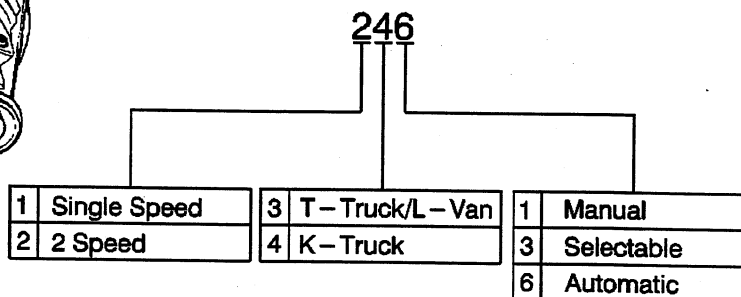 246
1 Single Speed
2 2 Speed
3 T-Truck/L-Van
4 K-Truck
1 Manual
3 Selectable
6 Automatic